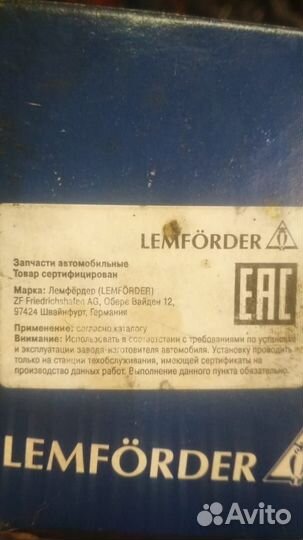 LEMFÖRDER
Запчасти автомобильные
Товар сертифицирован
EAC
Марка: Лемфёрдер (LEMFÖRDER)
ZF Friedrichshafen AG, Обере Вайден 12,
97424 Швайнфурт, Германия
Применение: согласно каталогу
Внимание: Использовать в соответствии с требованиями по установке
и эксплуатации завода-изготовителя автомобиля. Установку проводить
только на станции техобслуживания, имеющей сертификаты на
производство данных работ. Выполнение данного пункта обязательно.
LEMFÖRDER
Avito